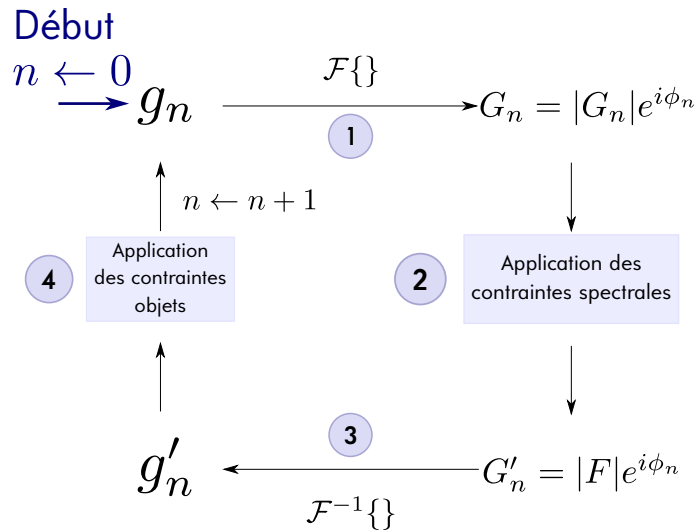 Début
n ← 0
g_n
ℱ{}
1
G_n = |G_n|e^{iϕ_n}
n ← n + 1
4
Application
des contraintes
objets
2
Application des
contraintes spectrales
g′_n
3
ℱ^{−1}{}
G′_n = |F|e^{iϕ_n}